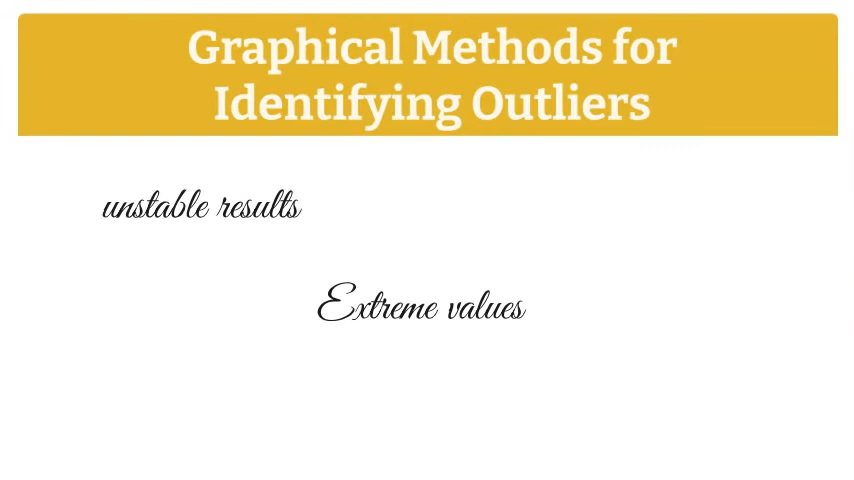 Graphical Methods for
Identifying Outliers
unstable results
Extreme values